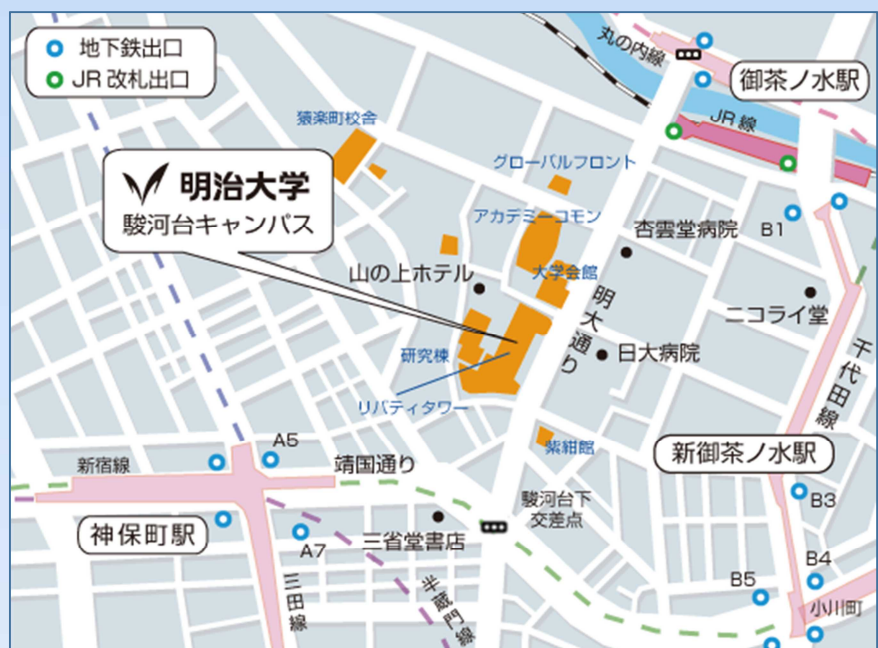 地下鉄出口
JR 改札出口
丸の内線
御茶ノ水駅
JR 線
猿楽町校舎
グローバルフロント
明治大学
駿河台キャンパス
アカデミーコモン
B1
杏雲堂病院
山の上ホテル
大学会館
明大通り
ニコライ堂
研究棟
日大病院
千代田線
リバティタワー
A5
紫紺館
新御茶ノ水駅
新宿線
靖国通り
駿河台下
交差点
B3
神保町駅
A7
三省堂書店
B4
三田線
半蔵門線
B5
小川町